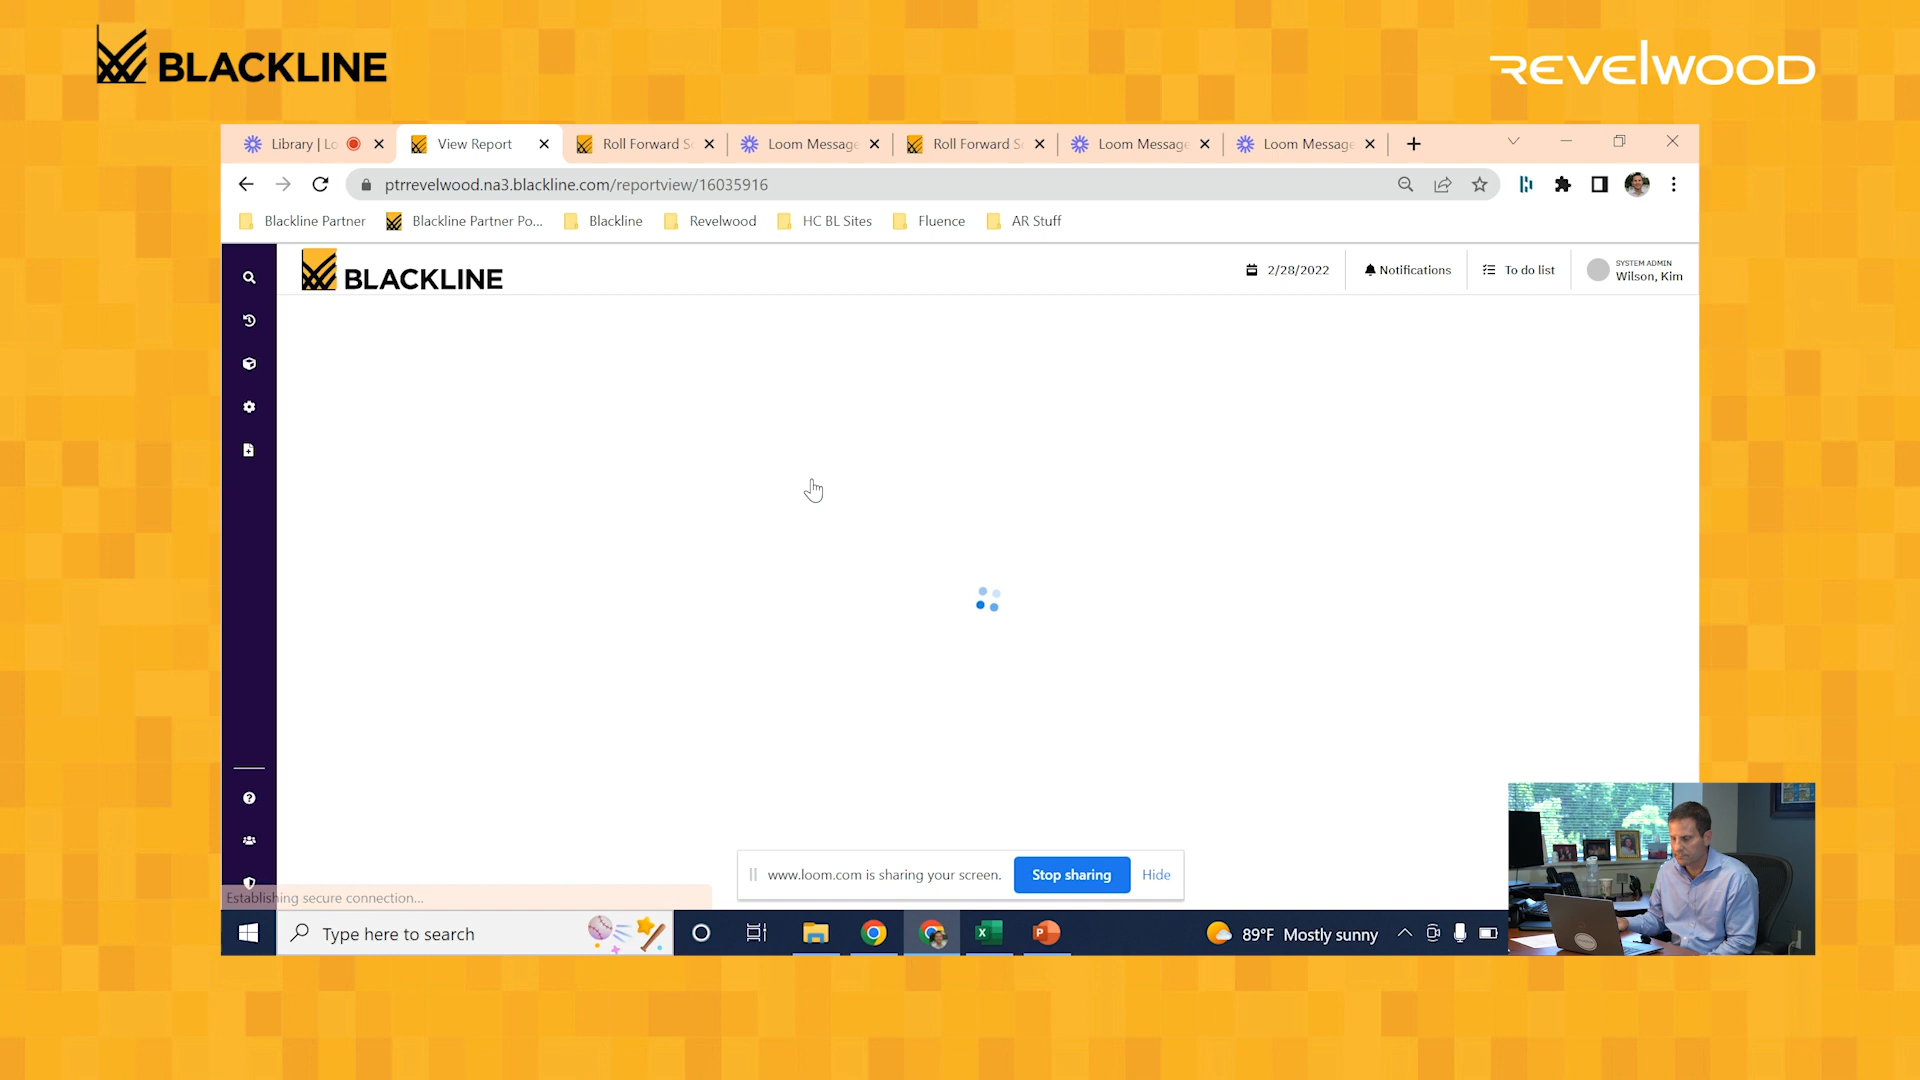 BLACKLINE
REVELWOOD
Library | Lo
View Report
Roll Forward Sc
Loom Message
Roll Forward Sc
Loom Message
Loom Message
ptrrevelwood.na3.blackline.com/reportview/16035916
Blackline Partner
Blackline Partner Po...
Blackline
Revelwood
HC BL Sites
Fluence
AR Stuff
BLACKLINE
2/28/2022
Notifications
To do list
SYSTEM ADMIN
Wilson, Kim
www.loom.com is sharing your screen.
Stop sharing
Hide
Establishing secure connection...
Type here to search
89°F Mostly sunny